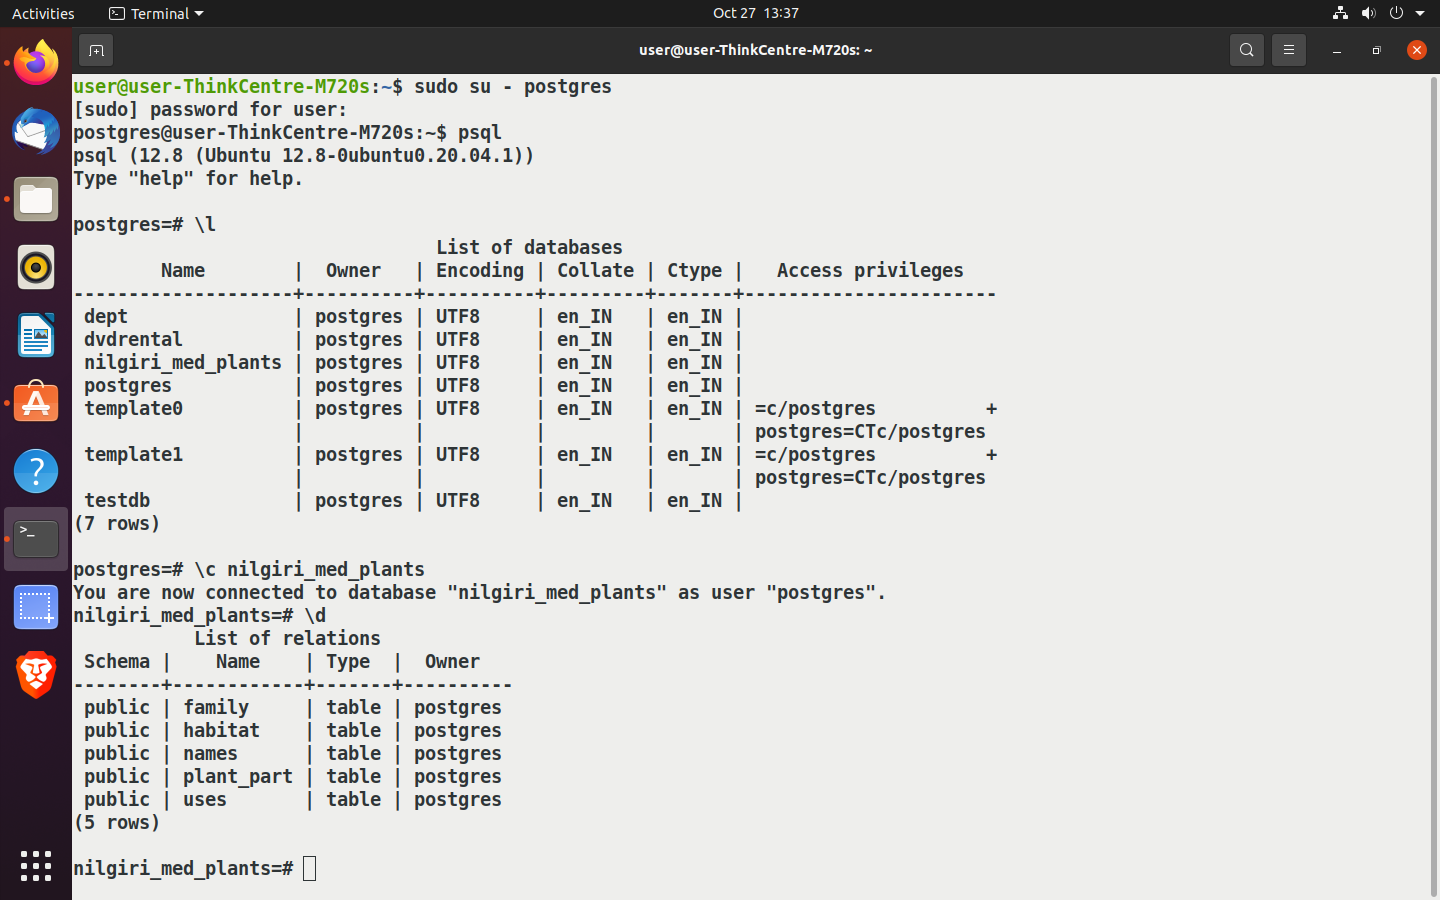 Activities
Terminal
Oct 27 13:37
user@user-ThinkCentre-M720s: ~
user@user-ThinkCentre-M720s:~$ sudo su - postgres
[sudo] password for user:
postgres@user-ThinkCentre-M720s:~$ psql
psql (12.8 (Ubuntu 12.8-0ubuntu0.20.04.1))
Type "help" for help.
postgres=# \l
                                 List of databases
        Name        |  Owner   | Encoding | Collate | Ctype |   Access privileges
--------------------+----------+----------+---------+-------+-----------------------
 dept               | postgres | UTF8     | en_IN   | en_IN |
 dvdrental          | postgres | UTF8     | en_IN   | en_IN |
 nilgiri_med_plants | postgres | UTF8     | en_IN   | en_IN |
 postgres           | postgres | UTF8     | en_IN   | en_IN |
 template0          | postgres | UTF8     | en_IN   | en_IN | =c/postgres          +
                    |          |          |         |       | postgres=CTc/postgres
 template1          | postgres | UTF8     | en_IN   | en_IN | =c/postgres          +
                    |          |          |         |       | postgres=CTc/postgres
 testdb             | postgres | UTF8     | en_IN   | en_IN |
(7 rows)
postgres=# \c nilgiri_med_plants
You are now connected to database "nilgiri_med_plants" as user "postgres".
nilgiri_med_plants=# \d
           List of relations
 Schema |    Name    | Type  |  Owner
--------+------------+-------+----------
 public | family     | table | postgres
 public | habitat    | table | postgres
 public | names      | table | postgres
 public | plant_part | table | postgres
 public | uses       | table | postgres
(5 rows)
nilgiri_med_plants=#